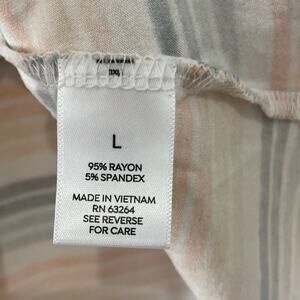 L
95% RAYON
5% SPANDEX
MADE IN VIETNAM
RN 63264
SEE REVERSE
FOR CARE